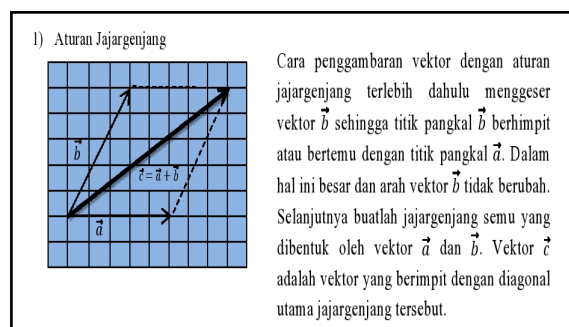 1) Aturan Jajargenjang
b⃗
c⃗ = a⃗ + b⃗
a⃗
Cara penggambaran vektor dengan aturan
jajargenjang terlebih dahulu menggeser
vektor b⃗ sehingga titik pangkal b⃗ berhimpit
atau bertemu dengan titik pangkal a⃗. Dalam
hal ini besar dan arah vektor b⃗ tidak berubah.
Selanjutnya buatlah jajargenjang semu yang
dibentuk oleh vektor a⃗ dan b⃗. Vektor c⃗
adalah vektor yang berimpit dengan diagonal
utama jajargenjang tersebut.